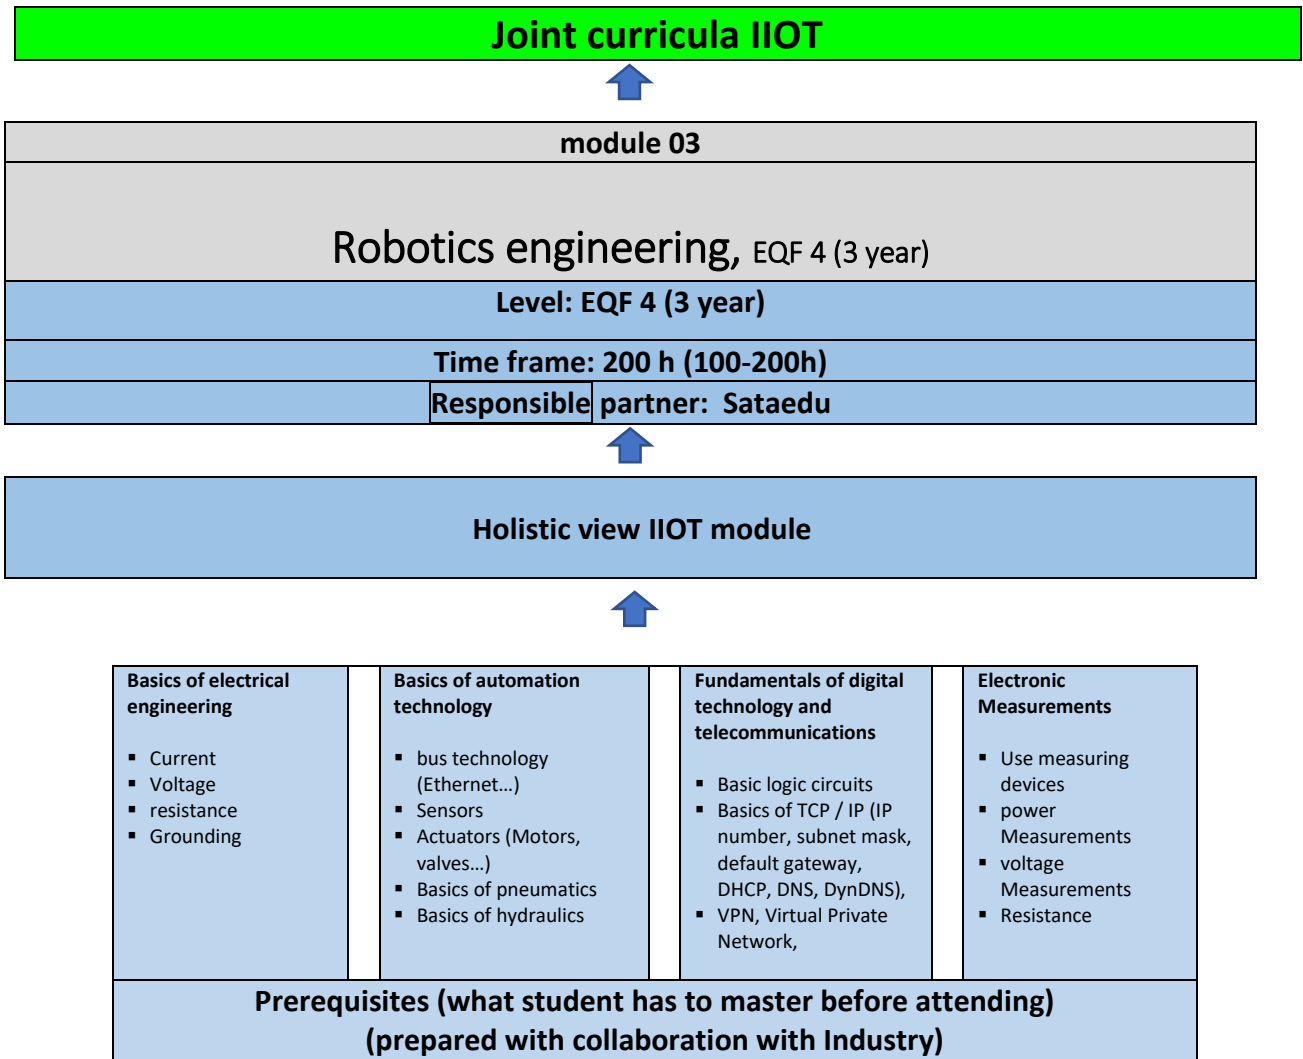 Joint curricula IIOT
module 03
Robotics engineering, EQF 4 (3 year)
Level: EQF 4 (3 year)
Time frame: 200 h (100-200h)
Responsible partner: Sataedu
Holistic view IIOT module
Basics of electrical
engineering
▪ Current
▪ Voltage
▪ resistance
▪ Grounding
Basics of automation
technology
▪ bus technology
(Ethernet…)
▪ Sensors
▪ Actuators (Motors,
valves…)
▪ Basics of pneumatics
▪ Basics of hydraulics
Fundamentals of digital
technology and
telecommunications
▪ Basic logic circuits
▪ Basics of TCP / IP (IP
number, subnet mask,
default gateway,
DHCP, DNS, DynDNS),
▪ VPN, Virtual Private
Network,
Electronic
Measurements
▪ Use measuring
devices
▪ power
Measurements
▪ voltage
Measurements
▪ Resistance
Prerequisites (what student has to master before attending)
(prepared with collaboration with Industry)